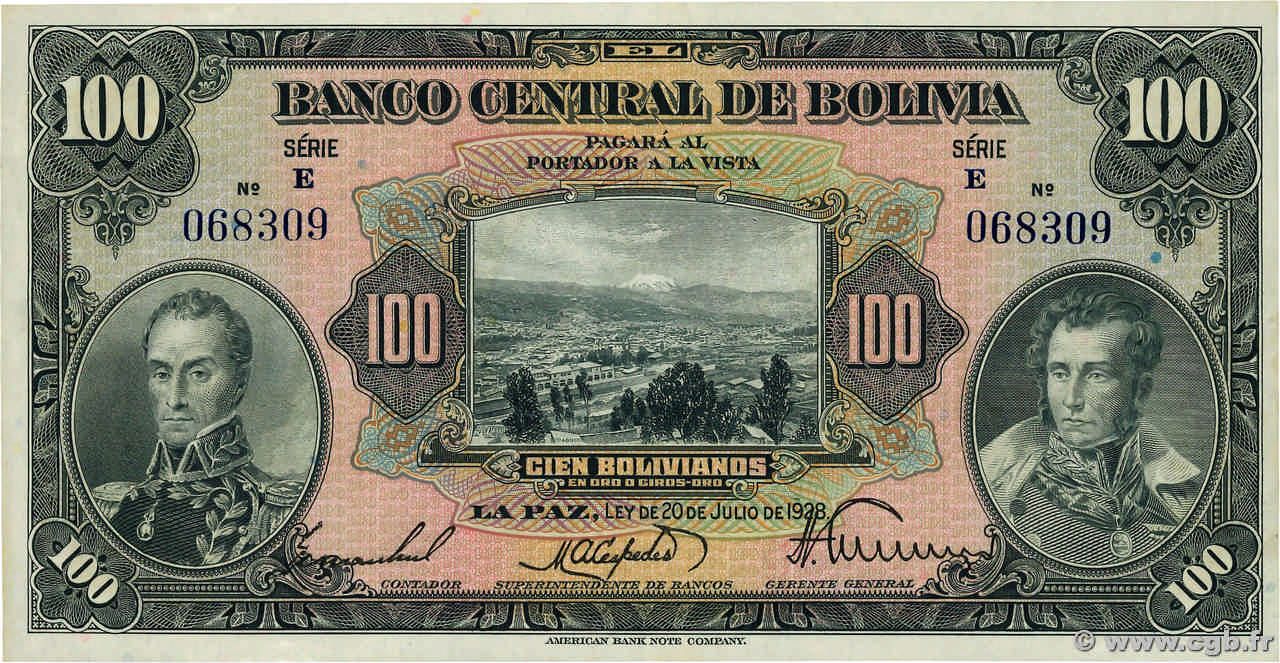 EL
100 BANCO CENTRAL DE BOLIVIA 100
PAGARÁ AL
PORTADOR A LA VISTA
SÉRIE E
Nº 068309
SÉRIE E
Nº 068309
100 100
CIEN BOLIVIANOS
EN ORO O GIROS-ORO
LA PAZ, LEY DE 20 DE JULIO DE 1928
CONTADOR SUPERINTENDENTE DE BANCOS GERENTE GENERAL
100 100
AMERICAN BANK NOTE COMPANY.
© www.cgb.fr